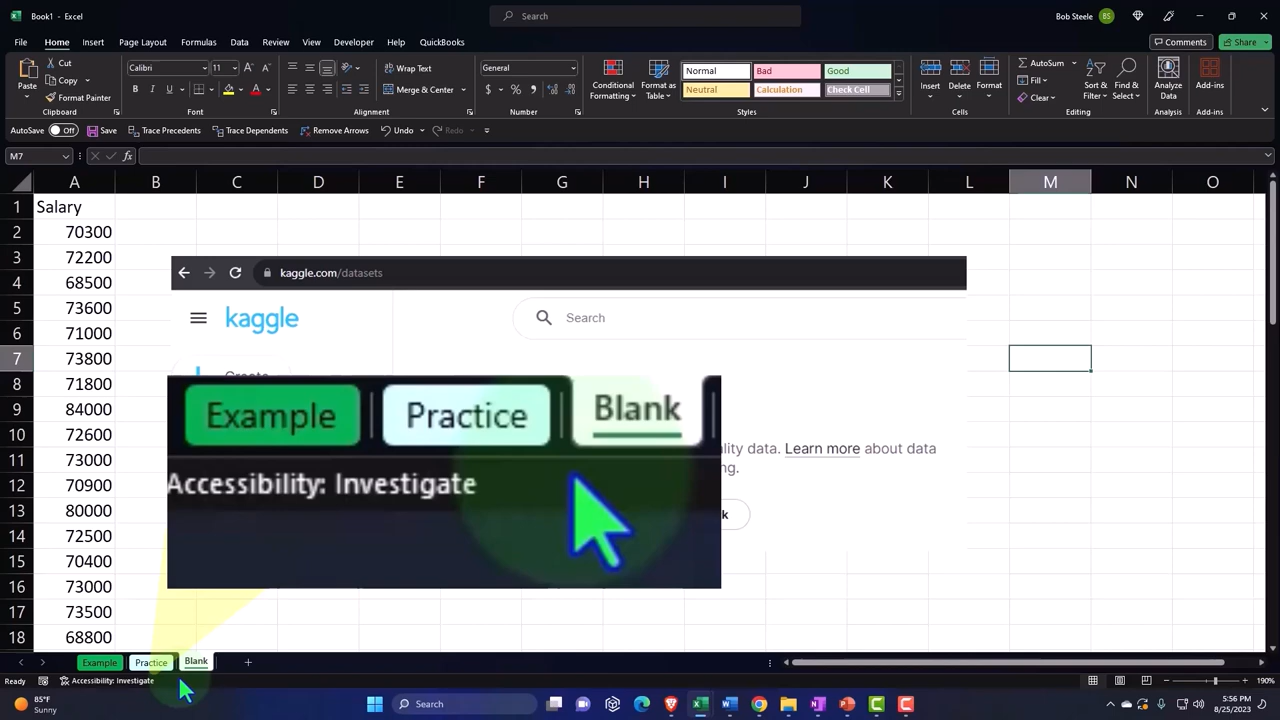 Book1 - Excel
Search
Bob Steele BS
File Home Insert Page Layout Formulas Data Review View Developer Help QuickBooks
Comments Share
Paste
Cut
Copy
Format Painter
Clipboard
Calibri 11
B I U
Font
Wrap Text
Merge & Center
Alignment
General
$ % ,
Number
Conditional Formatting
Format as Table
Normal Bad Good
Neutral Calculation Check Cell
Styles
Insert Delete Format
Cells
AutoSum
Fill
Clear
Sort & Filter
Find & Select
Editing
Analyze Data
Analysis
Add-ins
Add-ins
AutoSave Off Save Trace Precedents Trace Dependents Remove Arrows Undo Redo
M7 fx
A B C D E F G H I J K L M N O
1 Salary
2 70300
3 72200
4 68500
5 73600
6 71000
7 73800
8 71800
9 84000
10 72600
11 73000
12 70900
13 80000
14 72500
15 70400
16 73000
17 73500
18 68800
kaggle.com/datasets
kaggle
Search
Create
ality data. Learn more about data
ng.
k
Example Practice Blank
Accessibility: Investigate
Example Practice Blank +
Ready Accessibility: Investigate 190%
85°F
Sunny
Search
5:56 PM
8/25/2023